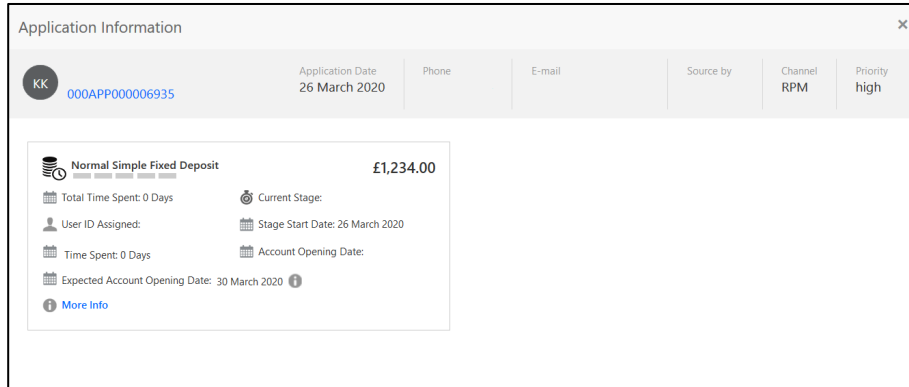 Application Information
×
KK
000APP000006935
Application Date
26 March 2020
Phone
E-mail
Source by
Channel
RPM
Priority
high
Normal Simple Fixed Deposit
£1,234.00
Total Time Spent: 0 Days
Current Stage:
User ID Assigned:
Stage Start Date: 26 March 2020
Time Spent: 0 Days
Account Opening Date:
Expected Account Opening Date: 30 March 2020
More Info